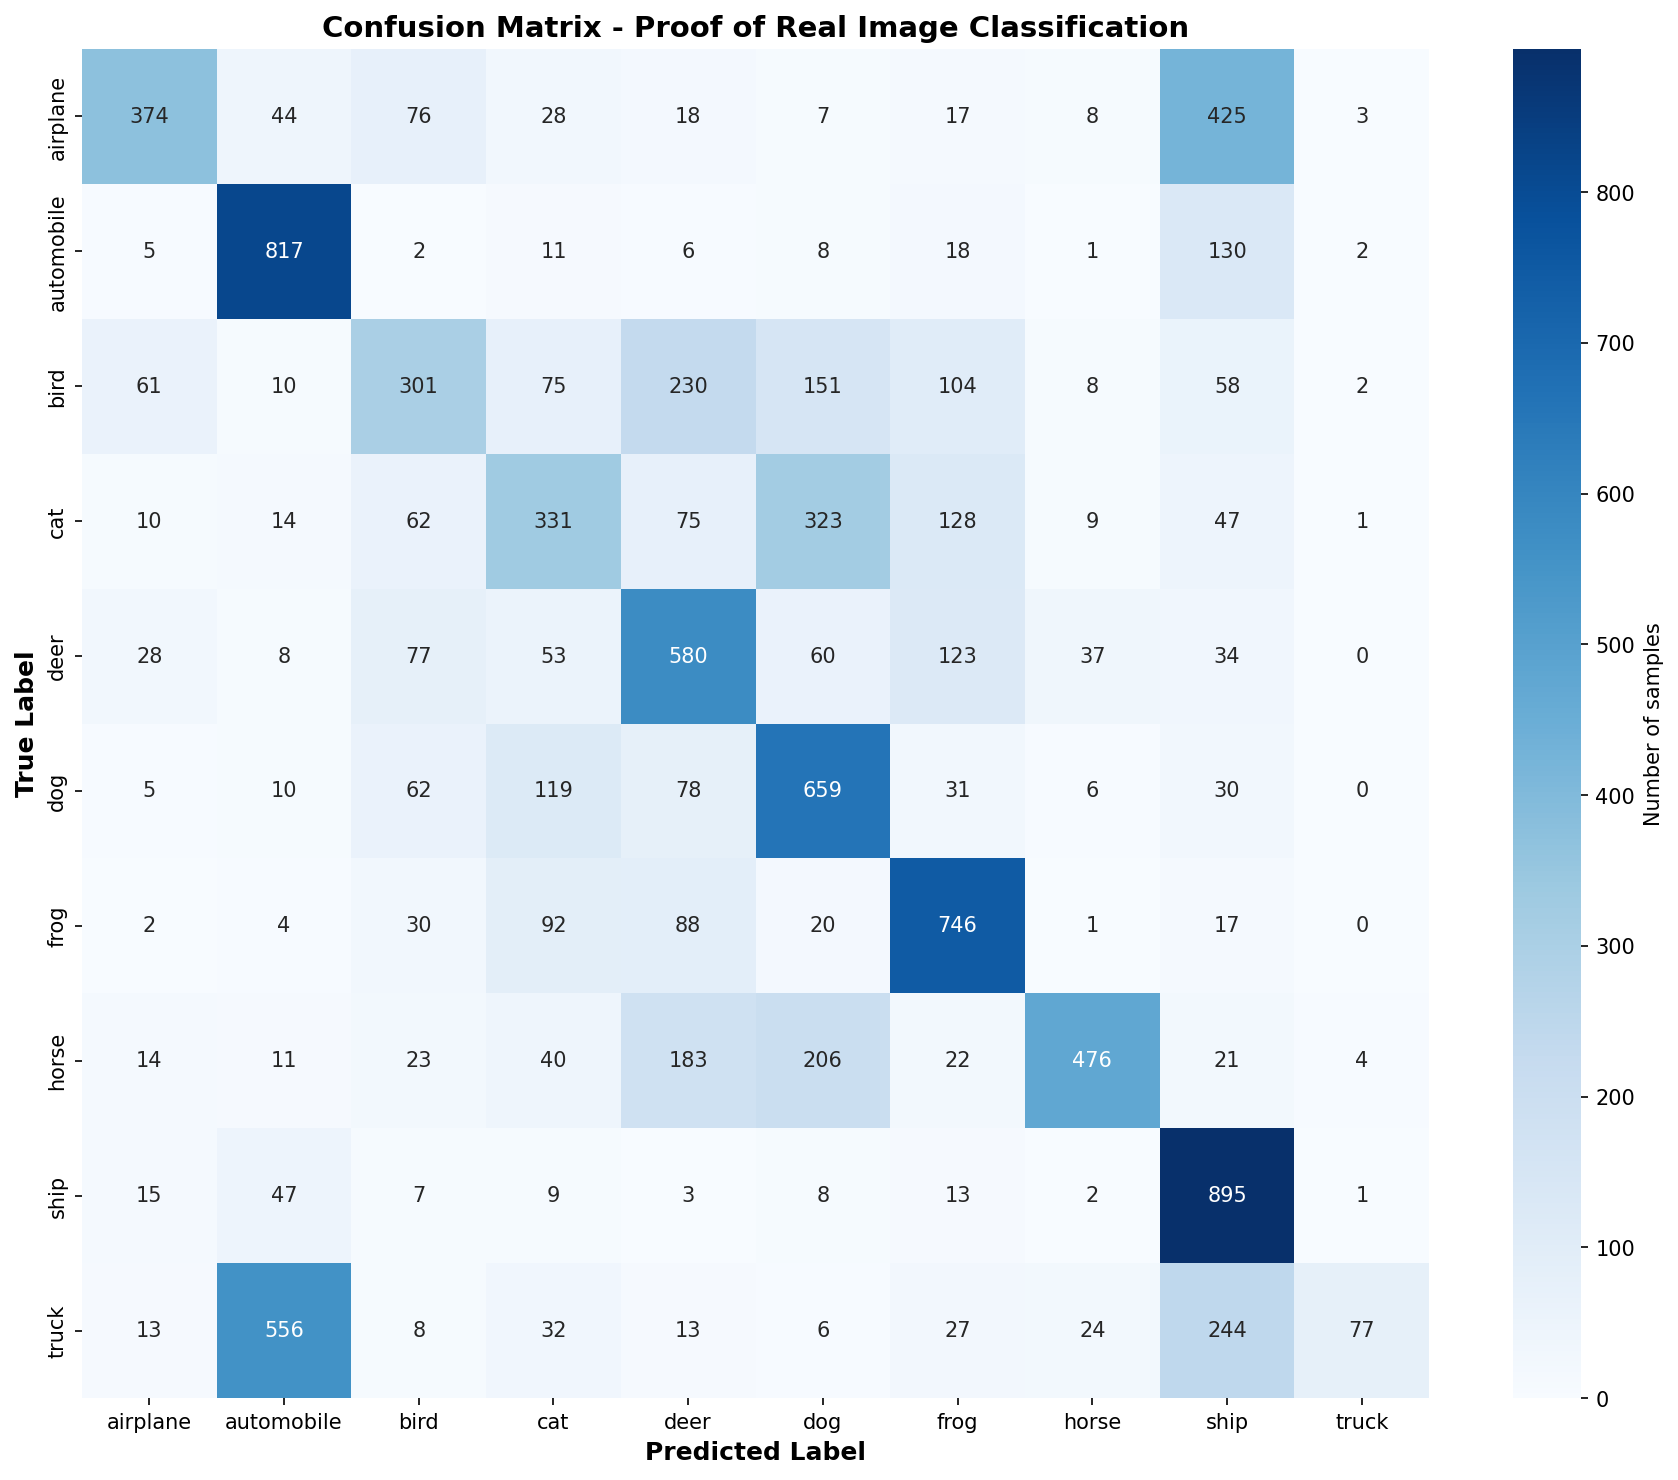 Confusion Matrix - Proof of Real Image Classification
True Label
airplane 374 44 76 28 18 7 17 8 425 3
automobile 5 817 2 11 6 8 18 1 130 2
bird 61 10 301 75 230 151 104 8 58 2
cat 10 14 62 331 75 323 128 9 47 1
deer 28 8 77 53 580 60 123 37 34 0
dog 5 10 62 119 78 659 31 6 30 0
frog 2 4 30 92 88 20 746 1 17 0
horse 14 11 23 40 183 206 22 476 21 4
ship 15 47 7 9 3 8 13 2 895 1
truck 13 556 8 32 13 6 27 24 244 77
airplane automobile bird cat deer dog frog horse ship truck
Predicted Label
800
700
600
500
400
300
200
100
0
Number of samples